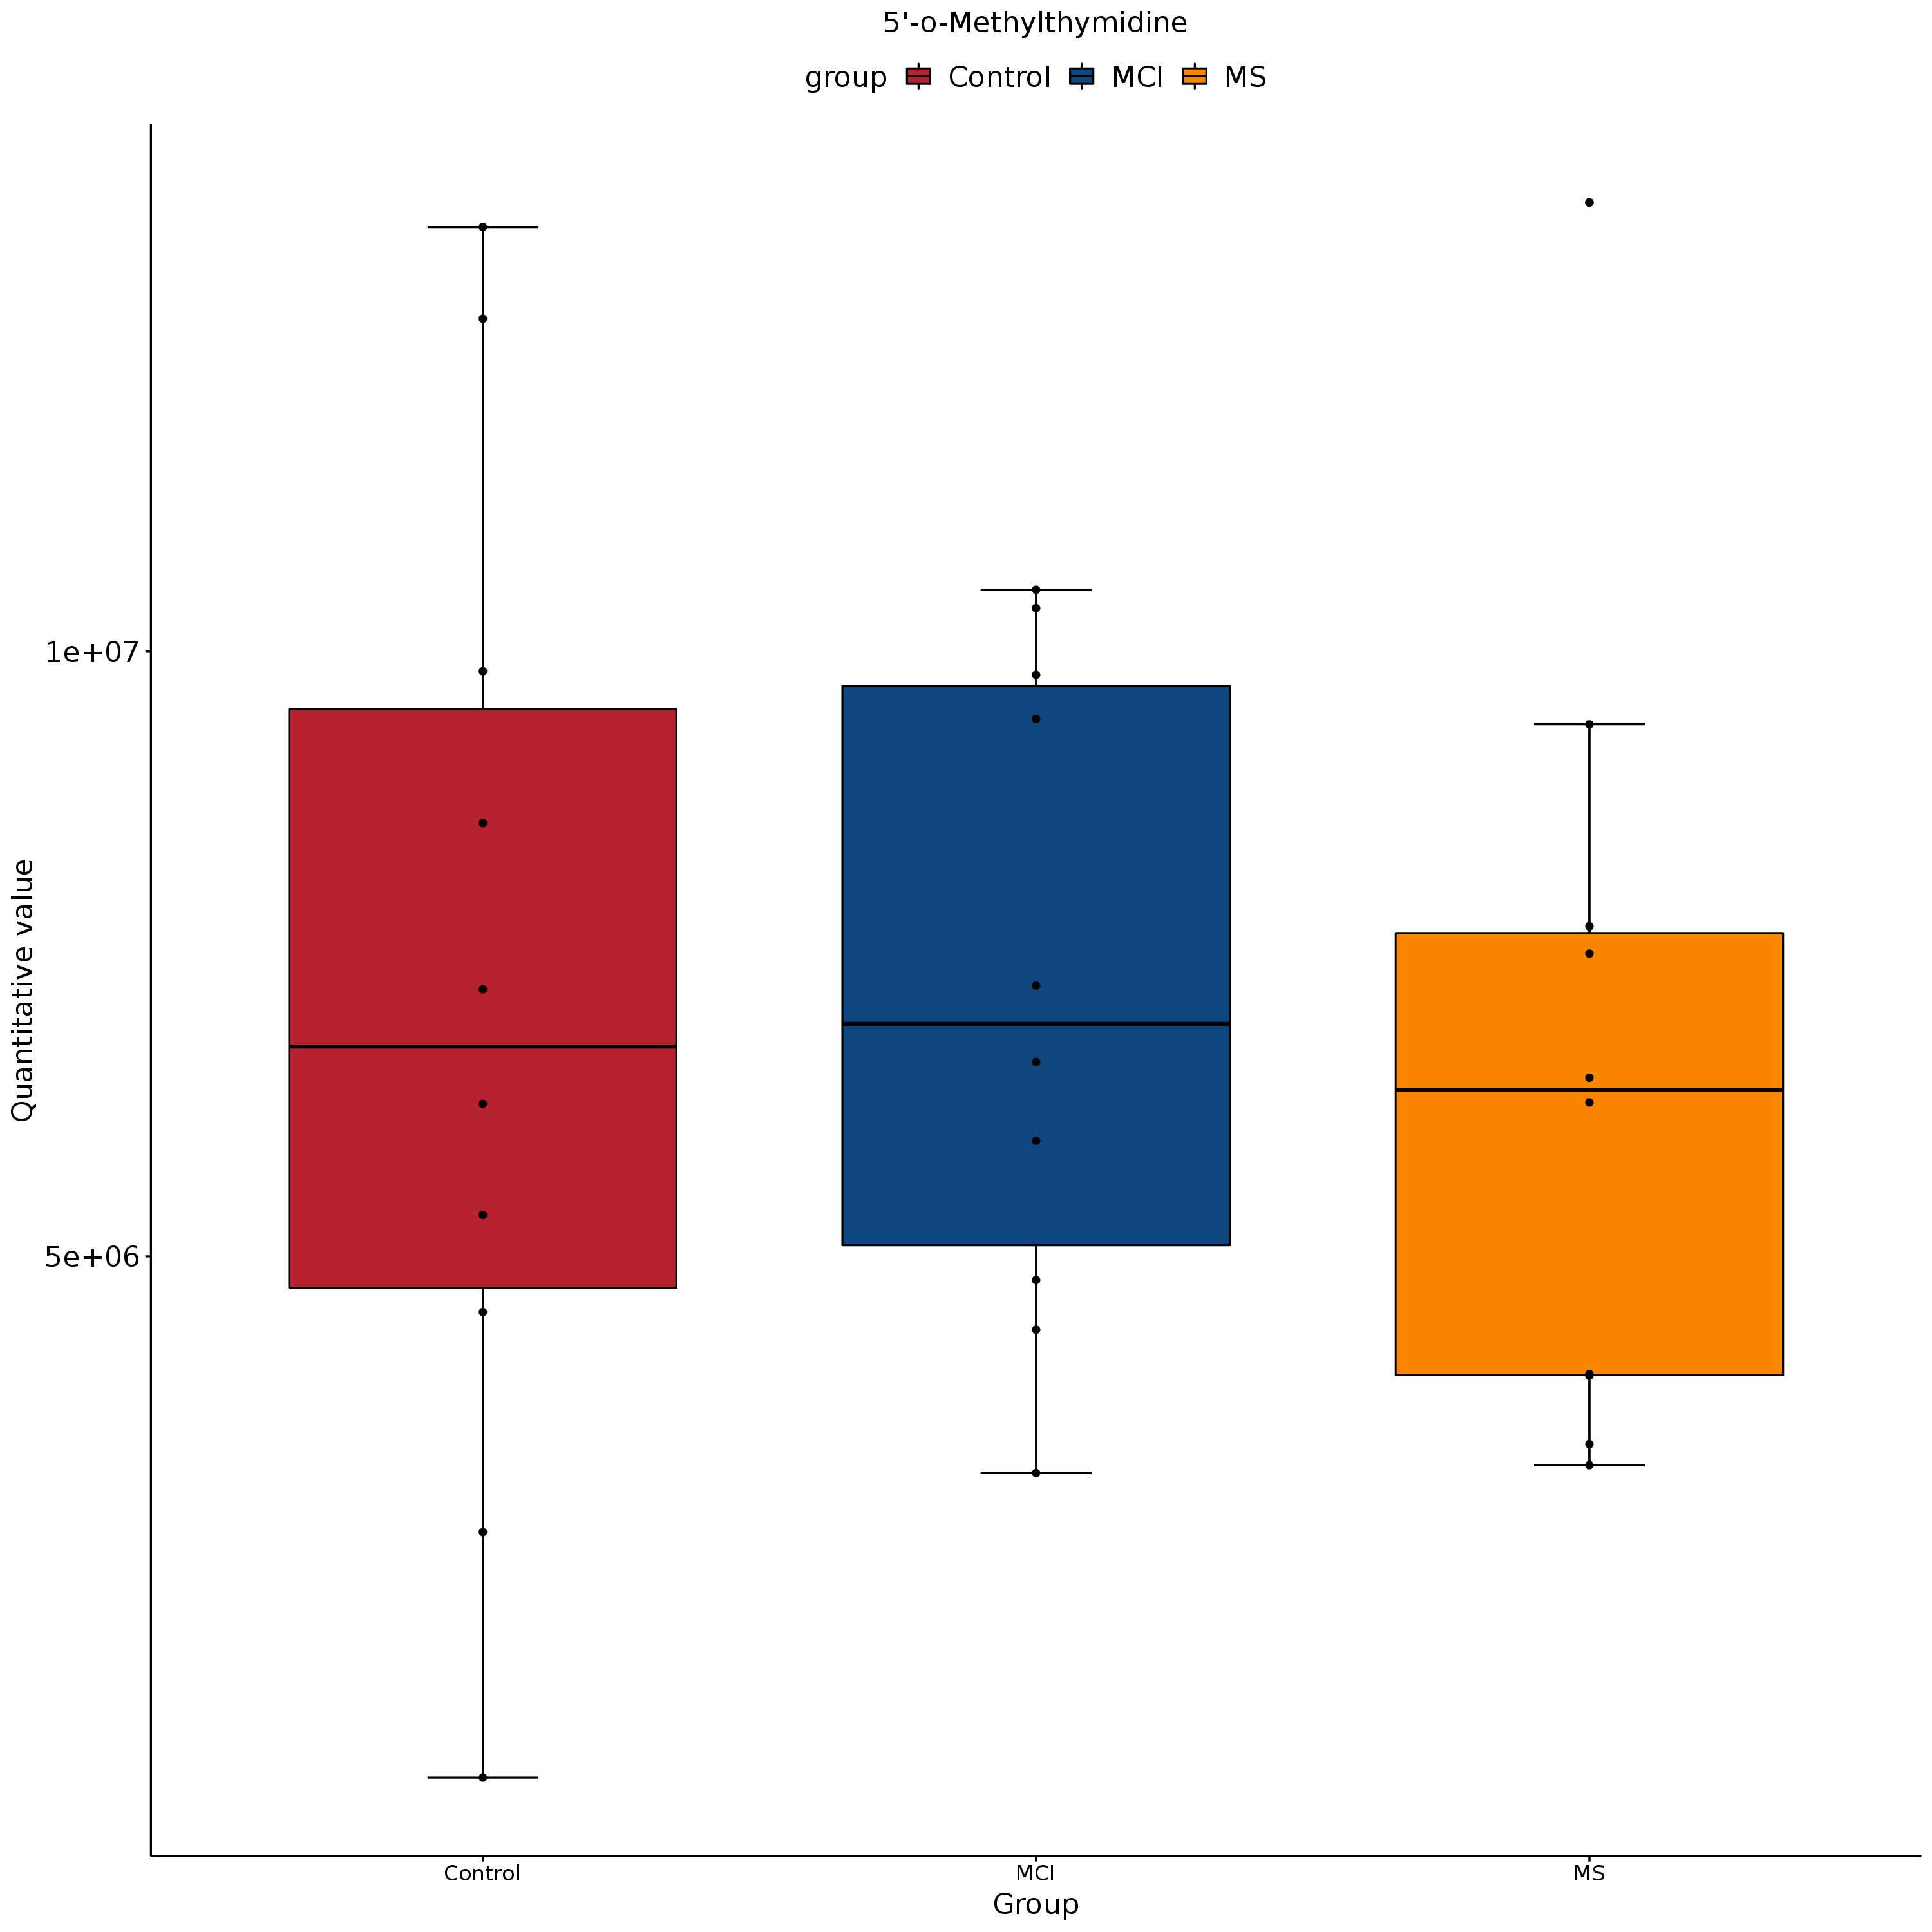 5'-o-Methylthymidine
group Control MCI MS
1e+07
5e+06
Quantitative value
Control MCI MS
Group